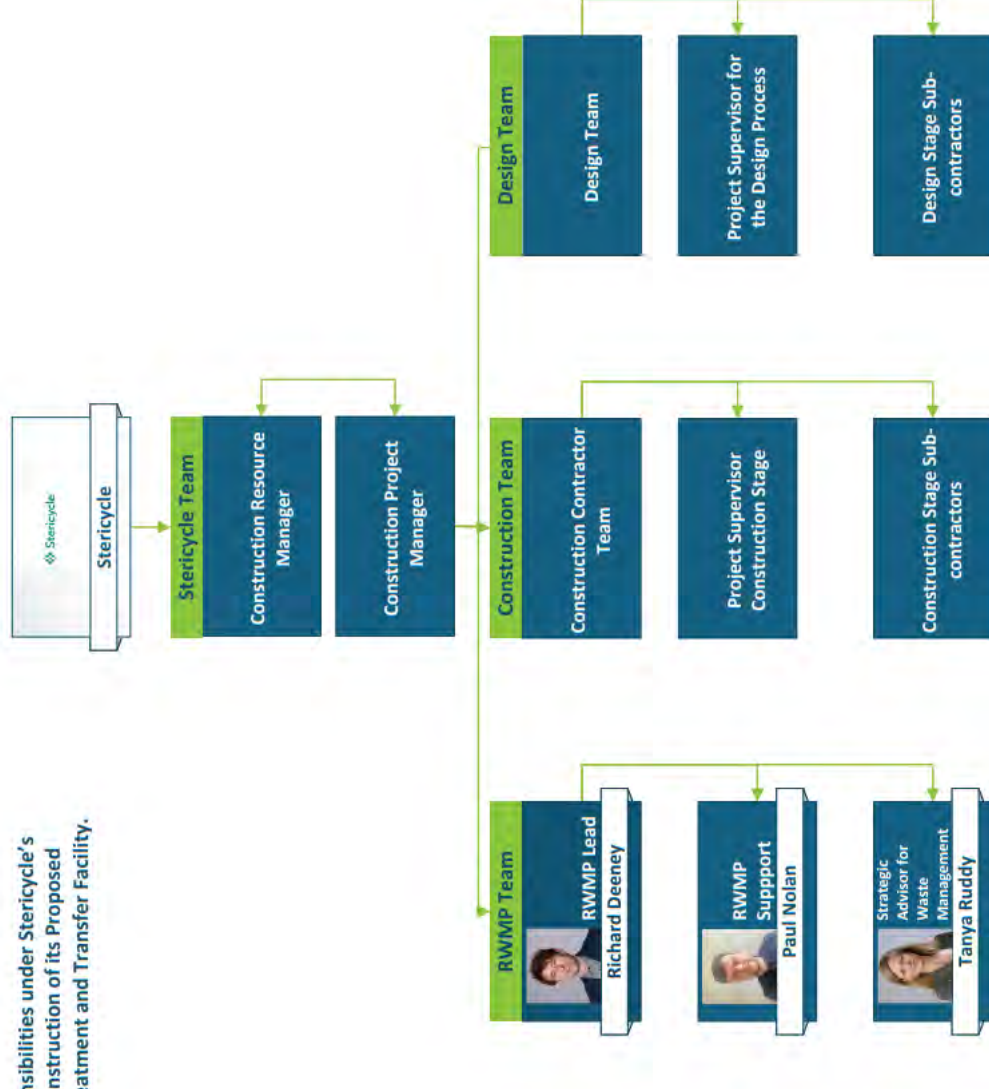 nsibilities under Stericycle's
nstruction of its Proposed
eatment and Transfer Facility.
Stericycle
Stericycle
Stericycle Team
Construction Resource
Manager
Construction Project
Manager
RWMP Team
RWMP Lead
Richard Deeney
RWMP
Suppport
Paul Nolan
Strategic
Advisor for
Waste
Management
Tanya Ruddy
Construction Team
Construction Contractor
Team
Project Supervisor
Construction Stage
Construction Stage Sub-
contractors
Design Team
Design Team
Project Supervisor for
the Design Process
Design Stage Sub-
contractors